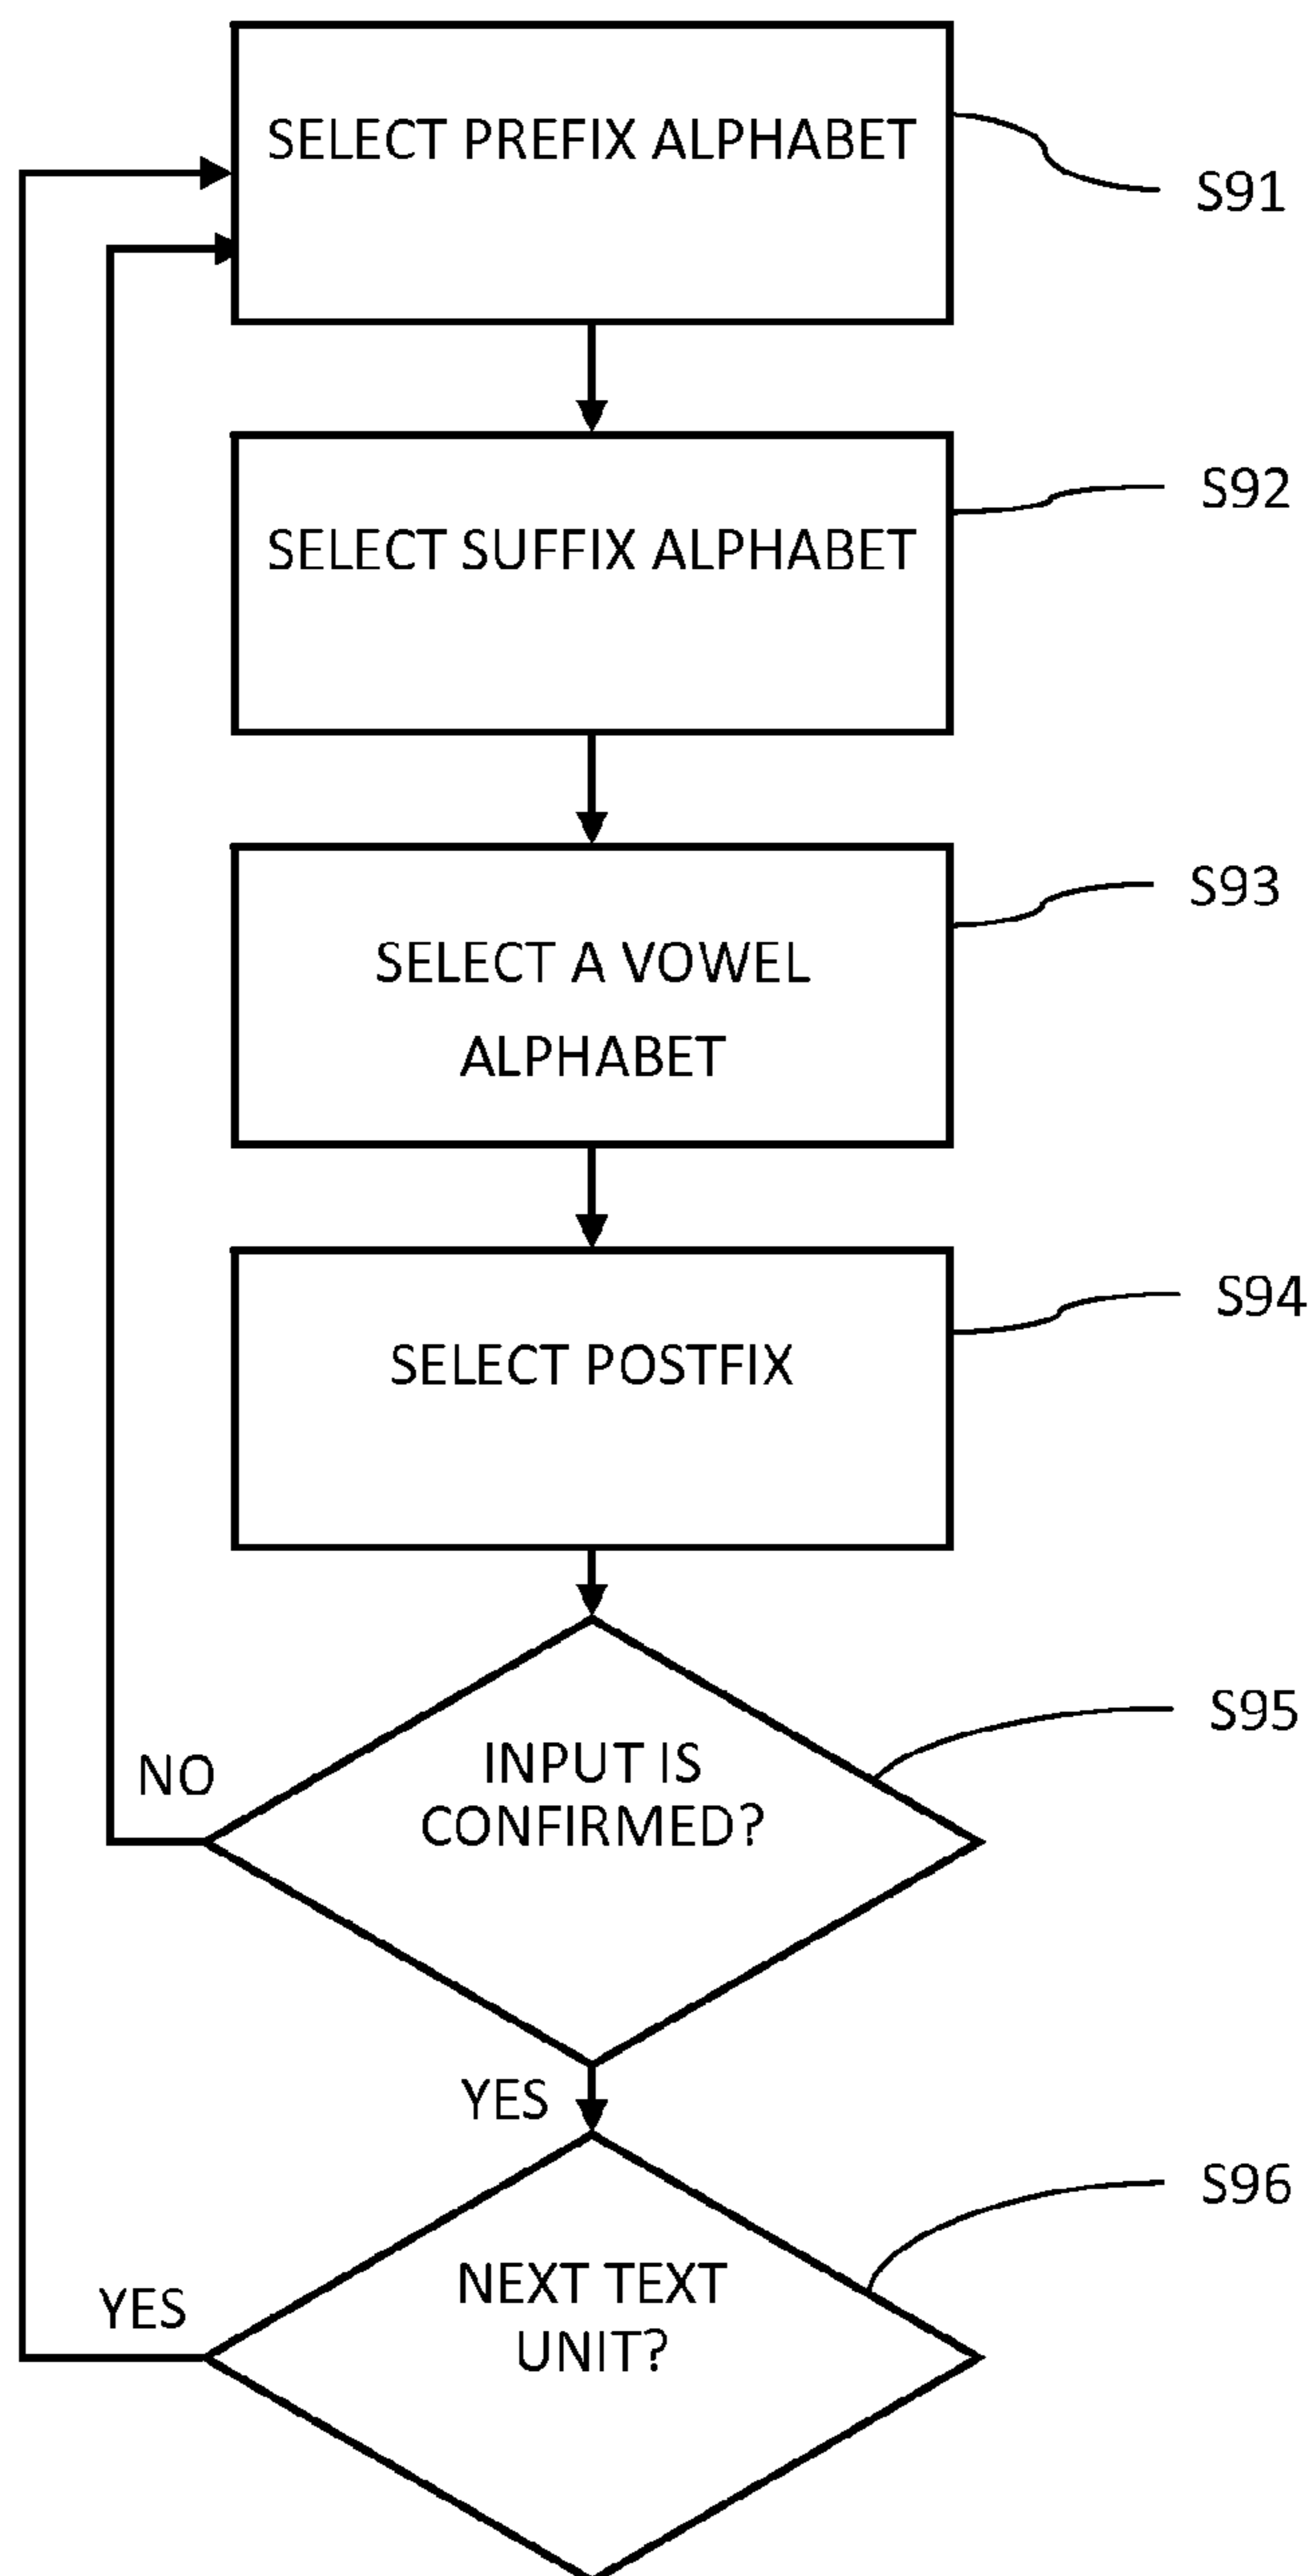 SELECT PREFIX ALPHABET
S91
SELECT SUFFIX ALPHABET
S92
SELECT A VOWEL
ALPHABET
S93
SELECT POSTFIX
S94
INPUT IS
CONFIRMED?
S95
NO
YES
NEXT TEXT
UNIT?
S96
YES